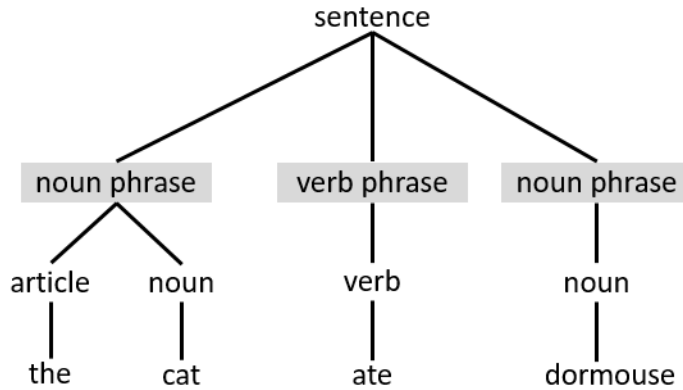 sentence
noun phrase verb phrase noun phrase
article noun verb noun
the cat ate dormouse